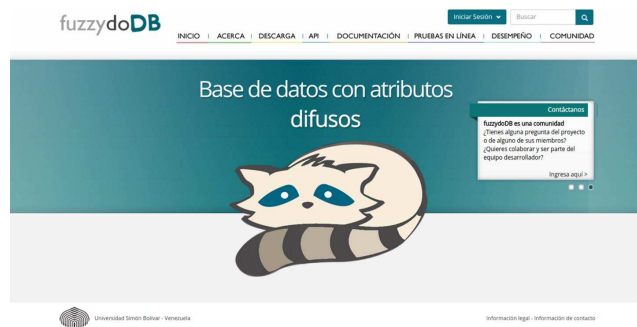 fuzzydoDB
Iniciar Sesión
Buscar
INICIO | ACERCA | DESCARGA | API | DOCUMENTACIÓN | PRUEBAS EN LÍNEA | DESEMPEÑO | COMUNIDAD
Base de datos con atributos
difusos
Contáctanos
fuzzydoDB es una comunidad
¿Tienes alguna pregunta del proyecto
o de alguno de sus miembros?
¿Quieres colaborar y ser parte del
equipo desarrollador?
Ingresa aquí >
Universidad Simón Bolívar - Venezuela
Información legal - Información de contacto